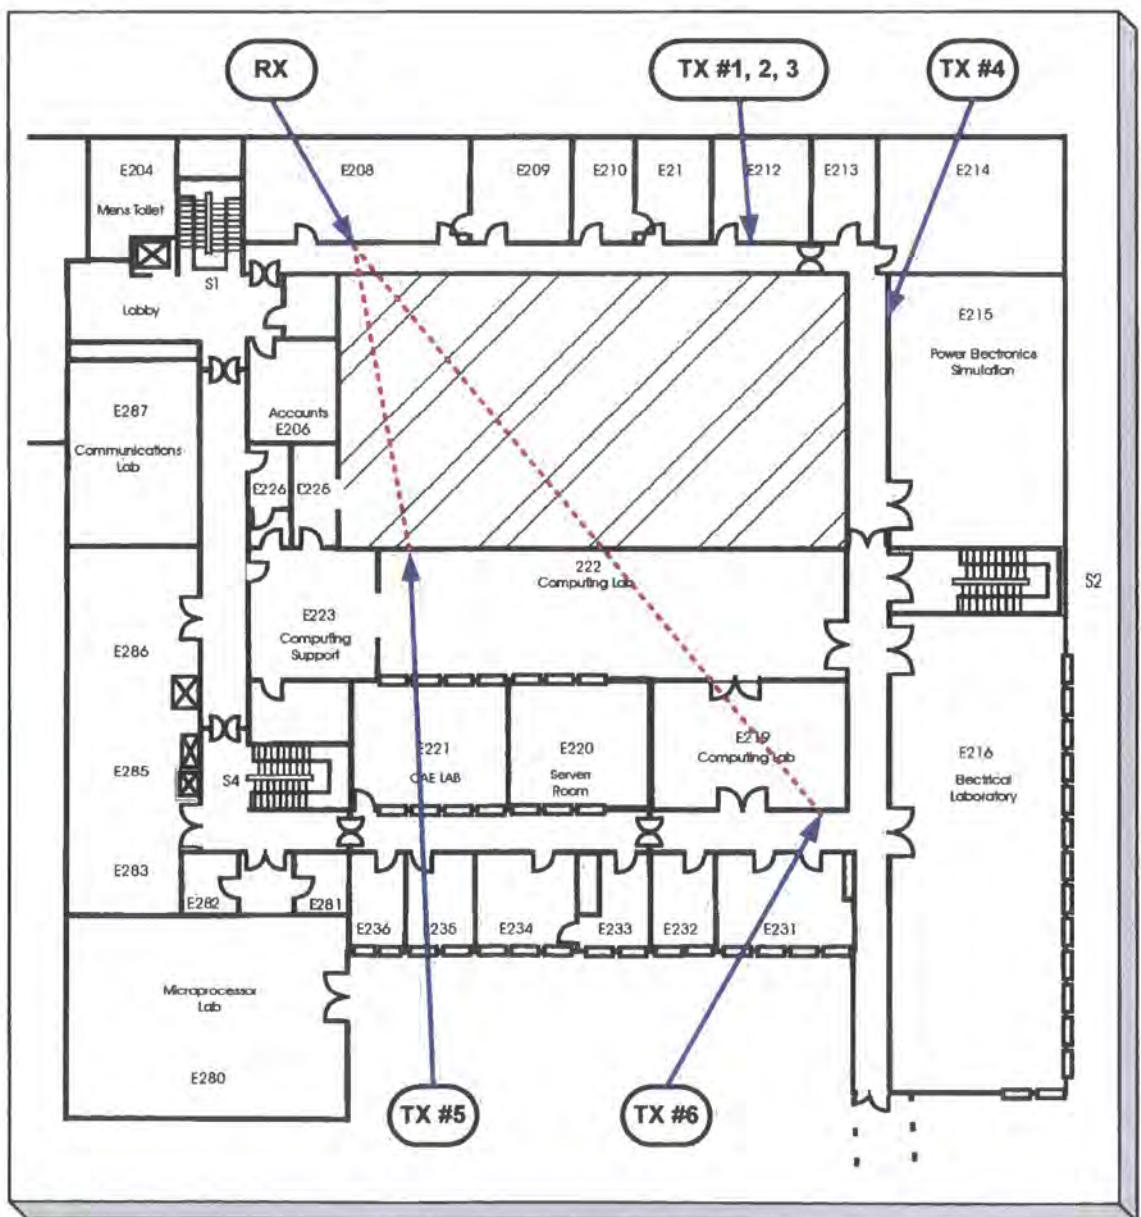 RX
TX #1, 2, 3
TX #4
E204
Mens Toilet
E208
E209
E210
E21
E212
E213
E214
S1
Lobby
E215
Power Electronics
Simulation
E287
Communications
Lab
Accounts
E206
E226
E225
222
Computing Lab
S2
E223
Computing
Support
E286
E221
CAE LAB
E220
Serverr
Room
E219
Computing Lab
E216
Electrical
Laboratory
E285
S4
E283
E282
E281
E236
E235
E234
E233
E232
E231
Microprocessor
Lab
E280
TX #5
TX #6